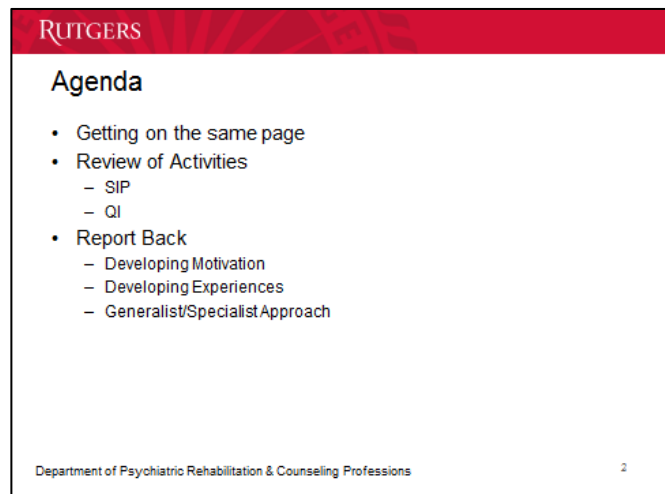 RUTGERS
Agenda
• Getting on the same page
• Review of Activities
– SIP
– QI
• Report Back
– Developing Motivation
– Developing Experiences
– Generalist/Specialist Approach
Department of Psychiatric Rehabilitation & Counseling Professions 2